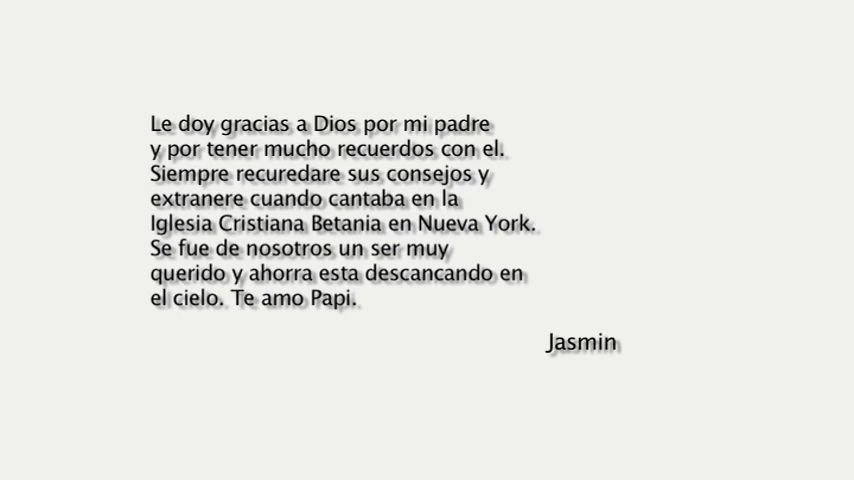 Le doy gracias a Dios por mi padre
y por tener mucho recuerdos con el.
Siempre recuredare sus consejos y
extranere cuando cantaba en la
Iglesia Cristiana Betania en Nueva York.
Se fue de nosotros un ser muy
querido y ahorra esta descancando en
el cielo. Te amo Papi.
Jasmin